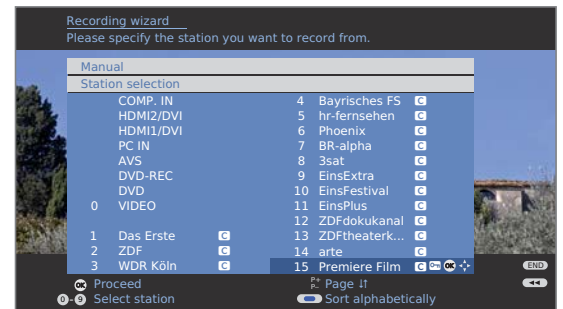 Recording wizard
Please specify the station you want to record from.
Manual
Station selection
COMP. IN
HDMI2/DVI
HDMI1/DVI
PC IN
AVS
DVD-REC
DVD
0 VIDEO
1 Das Erste C
2 ZDF C
3 WDR Köln C
4 Bayrisches FS C
5 hr-fernsehen C
6 Phoenix C
7 BR-alpha C
8 3sat C
9 EinsExtra C
10 EinsFestival C
11 EinsPlus C
12 ZDFdokukanal C
13 ZDFtheaterk... C
14 arte C
15 Premiere Film C OK
OK Proceed
0-9 Select station
P+ P- Page ↓↑
Sort alphabetically
END